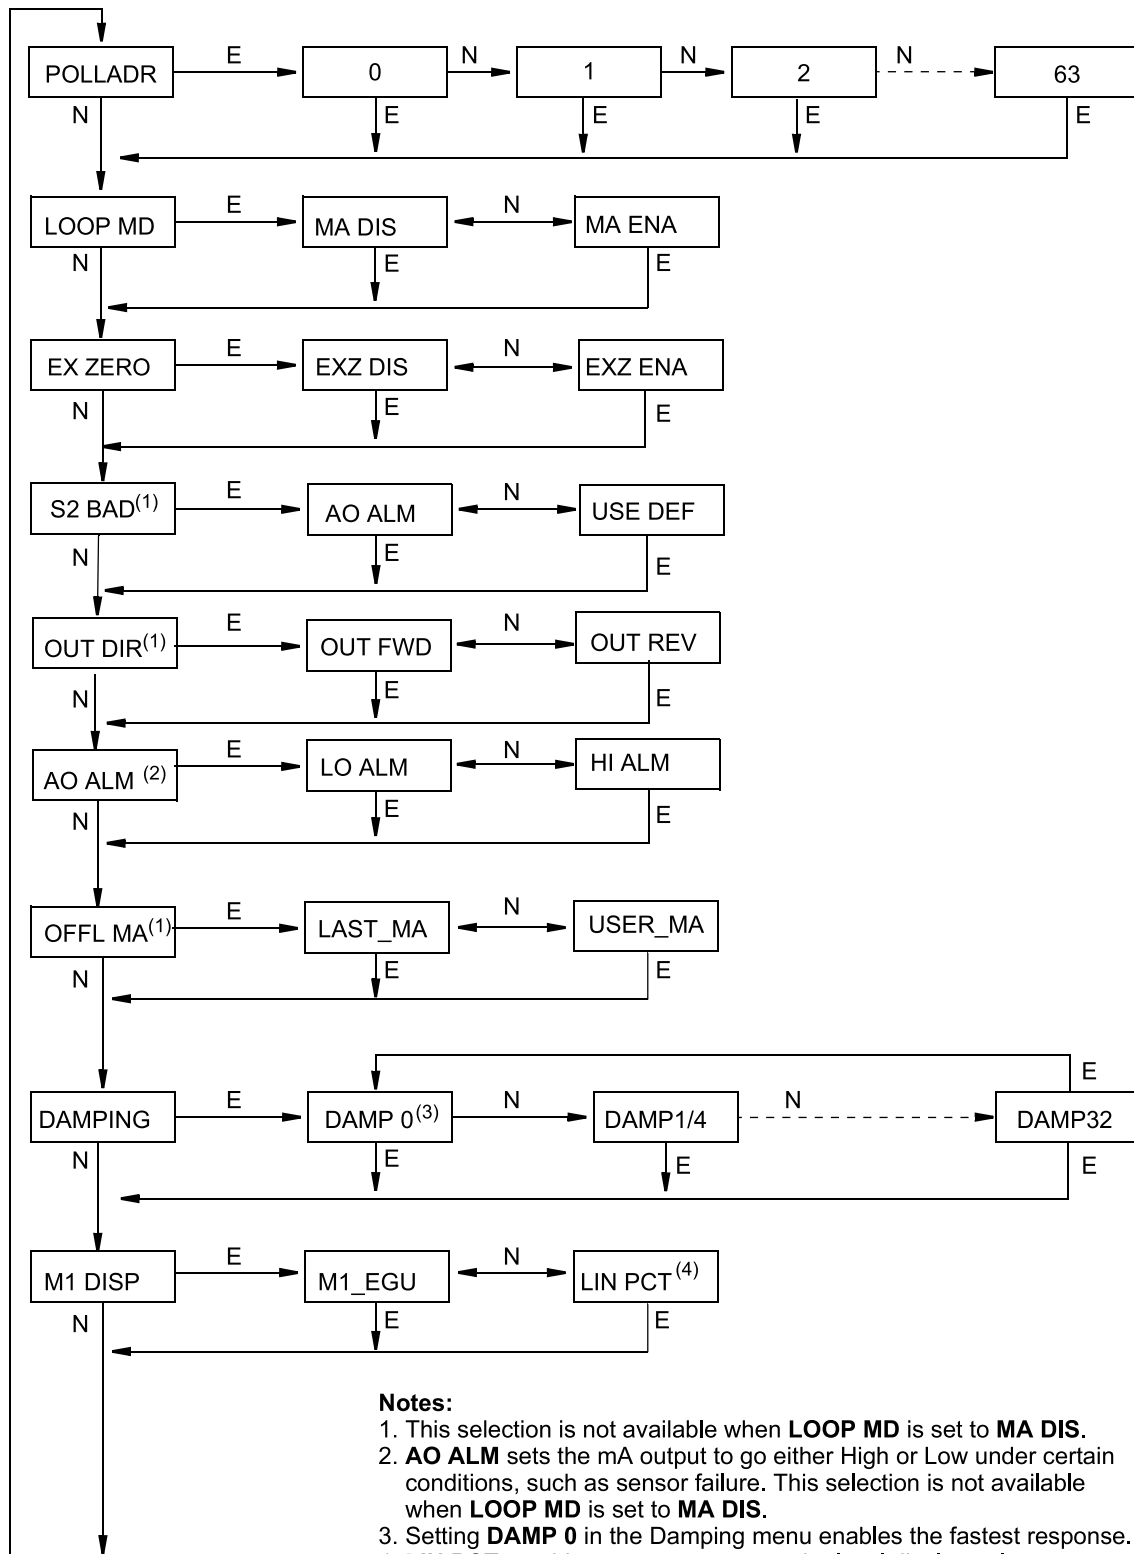 POLLADR E 0 N 1 N 2 N 63
N E E E E
LOOP MD E MA DIS N MA ENA
N E E
EX ZERO E EXZ DIS N EXZ ENA
N E E
S2 BAD(1) E AO ALM N USE DEF
N E E
OUT DIR(1) E OUT FWD N OUT REV
N E E
AO ALM (2) E LO ALM N HI ALM
N E E
OFFL MA(1) E LAST_MA N USER_MA
N E E
E
DAMPING E DAMP 0(3) N DAMP1/4 N DAMP32
N E E E
M1 DISP E M1_EGU N LIN PCT(4)
N E E
Notes:
1. This selection is not available when LOOP MD is set to MA DIS.
2. AO ALM sets the mA output to go either High or Low under certain
conditions, such as sensor failure. This selection is not available
when LOOP MD is set to MA DIS.
3. Setting DAMP 0 in the Damping menu enables the fastest response.